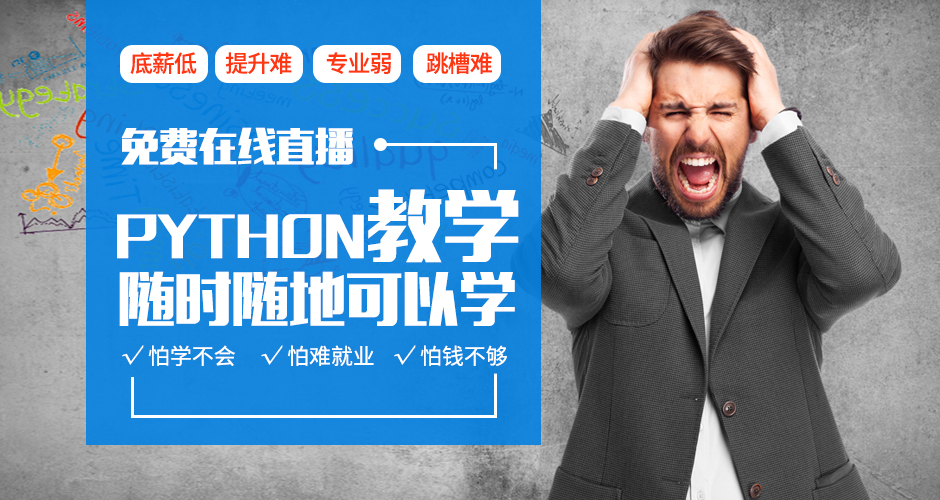 底薪低 提升难 专业弱 跳槽难
免费在线直播
PYTHON教学
随时随地可以学
✓ 怕学不会 ✓ 怕难就业 ✓ 怕钱不够